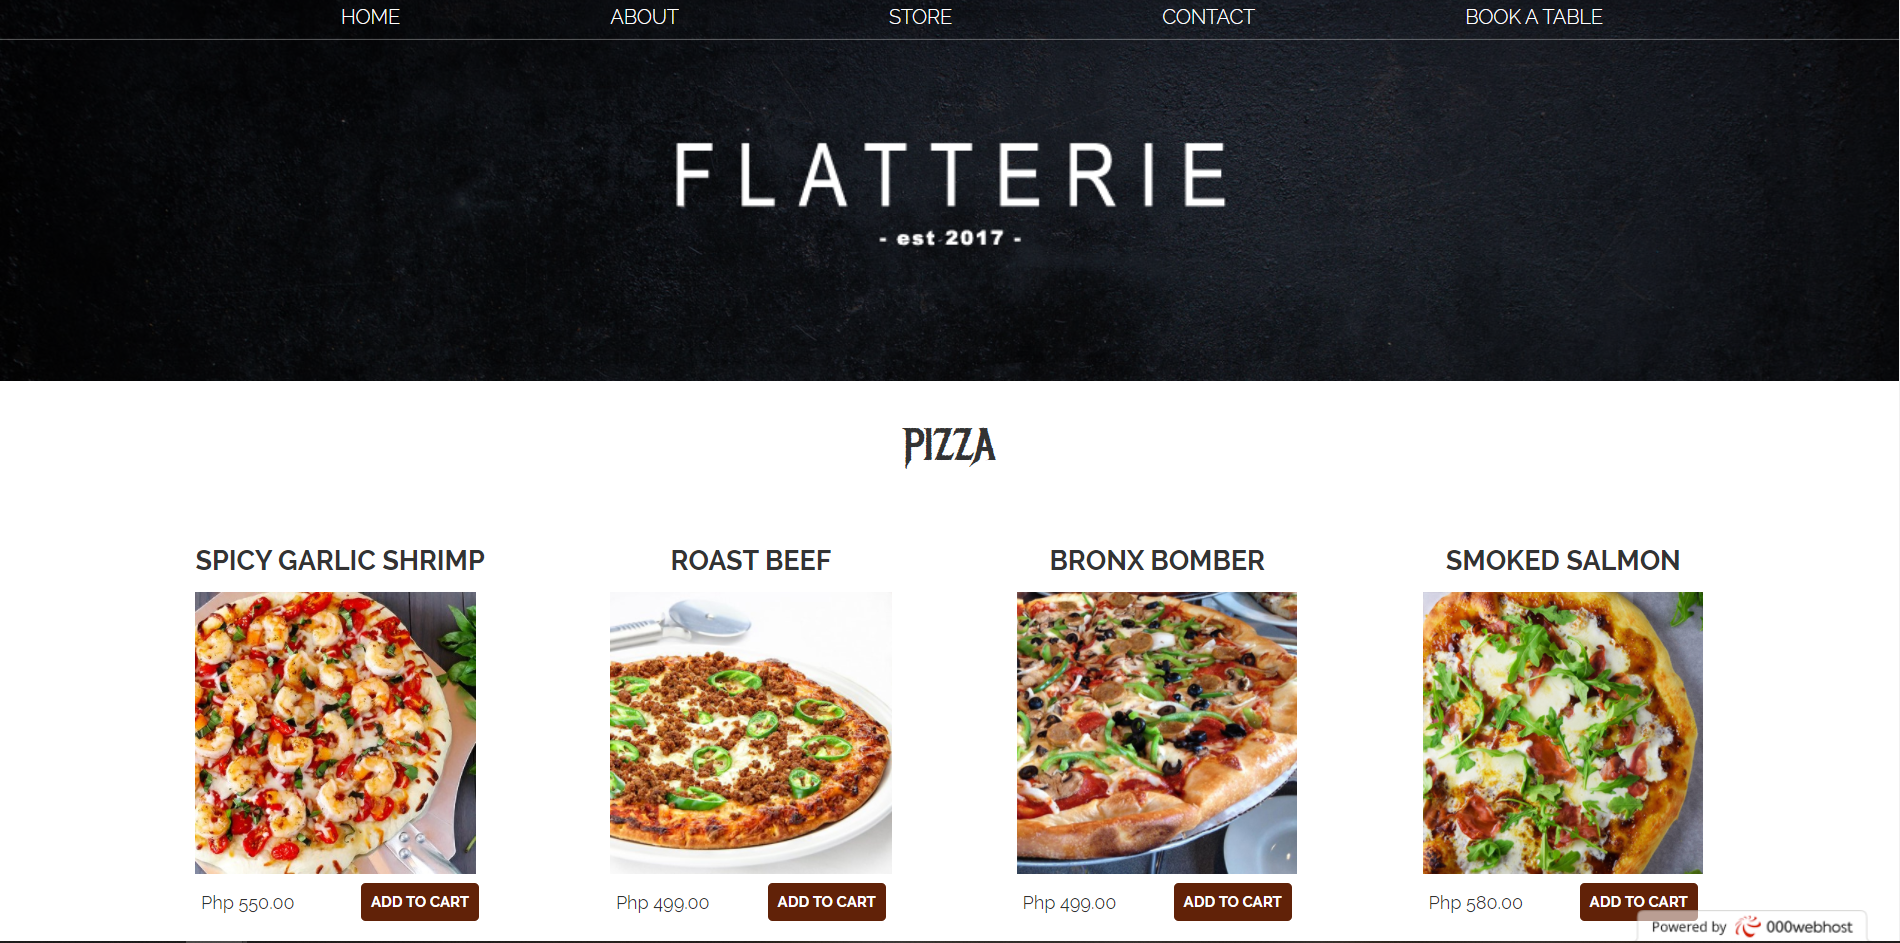 HOME ABOUT STORE CONTACT BOOK A TABLE
FLATTERIE
- est 2017 -
PIZZA
SPICY GARLIC SHRIMP ROAST BEEF BRONX BOMBER SMOKED SALMON
Php 550.00 ADD TO CART Php 499.00 ADD TO CART Php 499.00 ADD TO CART Php 580.00 ADD TO CART
Powered by 000webhost